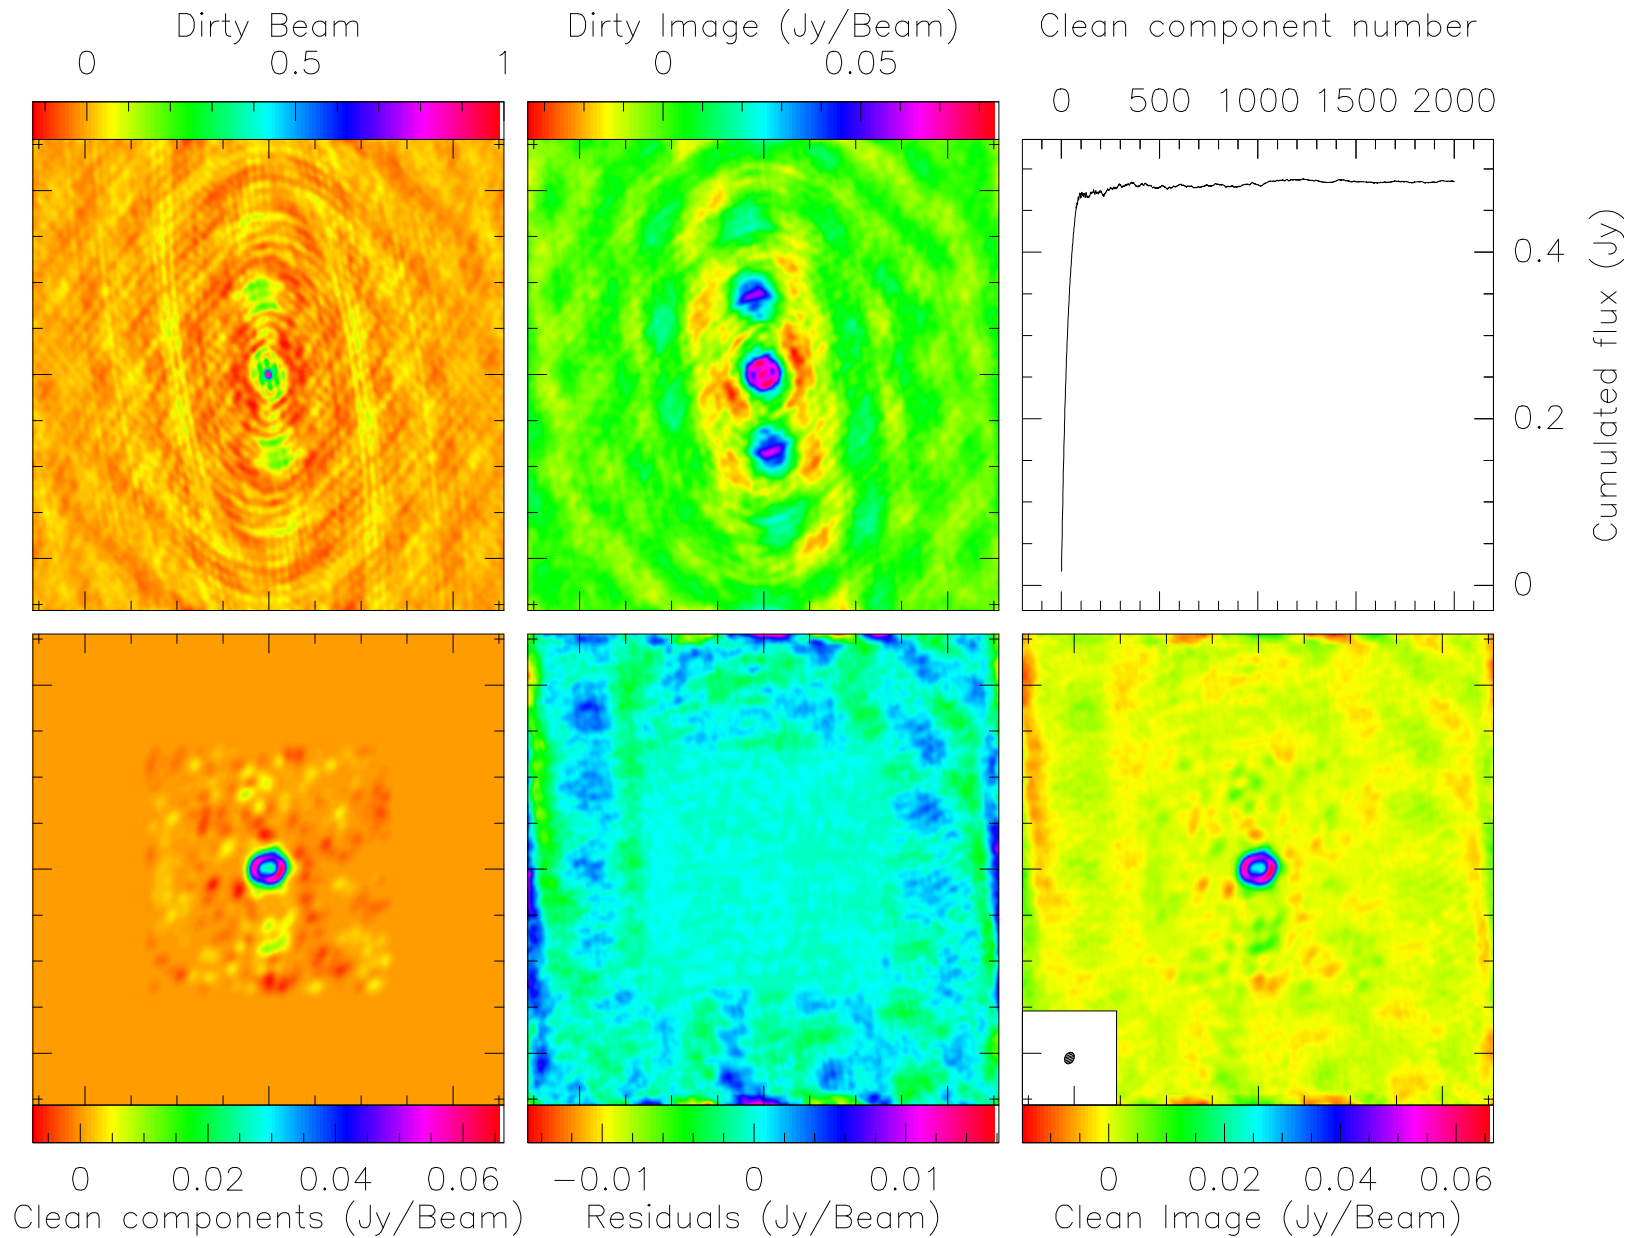 Dirty Beam
0 0.5 1
Dirty Image (Jy/Beam)
0 0.05
Clean component number
0 500 1000 1500 2000
0.4
0.2
0
Cumulated flux (Jy)
0 0.02 0.04 0.06
Clean components (Jy/Beam)
−0.01 0 0.01
Residuals (Jy/Beam)
0 0.02 0.04 0.06
Clean Image (Jy/Beam)